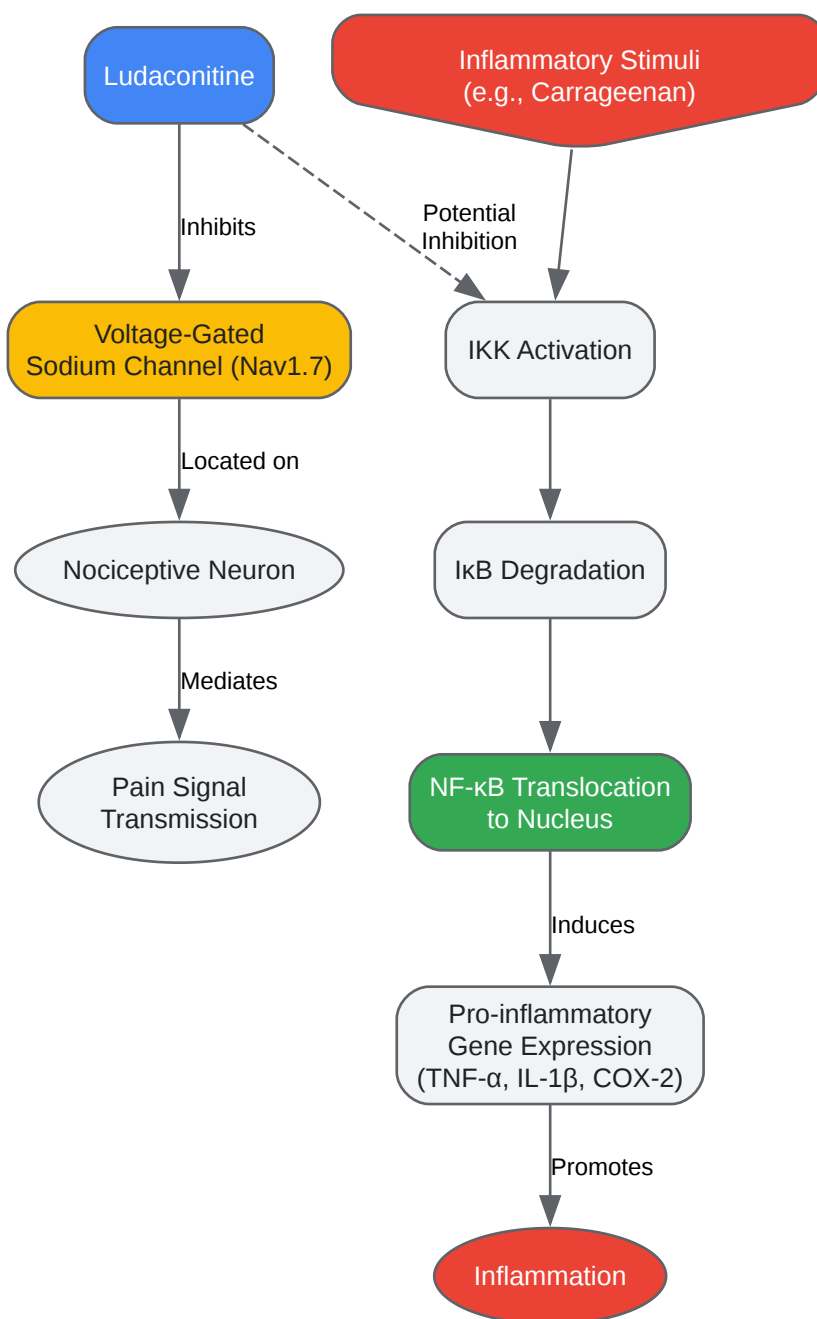 Ludaconitine
Inflammatory Stimuli
(e.g., Carrageenan)
Inhibits
Potential
Inhibition
Voltage-Gated
Sodium Channel (Nav1.7)
IKK Activation
Located on
Nociceptive Neuron
IκB Degradation
Mediates
Pain Signal
Transmission
NF-κB Translocation
to Nucleus
Induces
Pro-inflammatory
Gene Expression
(TNF-α, IL-1β, COX-2)
Promotes
Inflammation